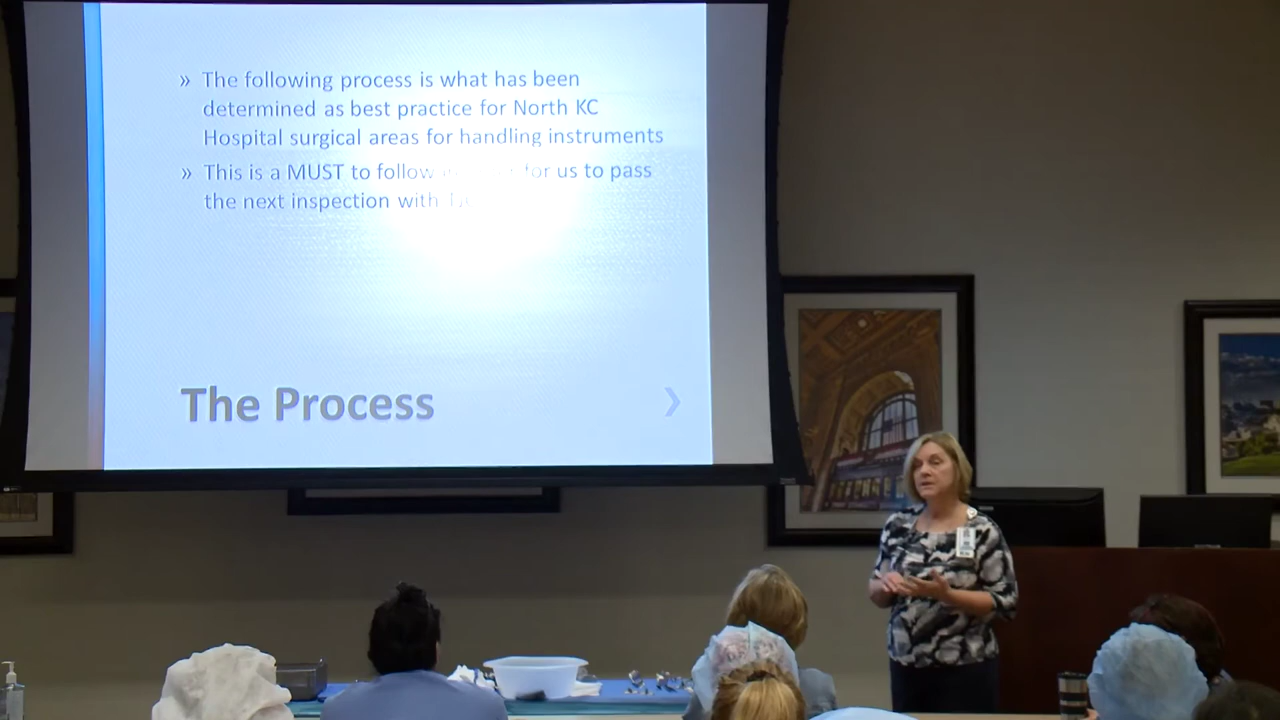 » The following process is what has been
determined as best practice for North KC
Hospital surgical areas for handling instruments
» This is a MUST to follow for us to pass
the next inspection with
The Process